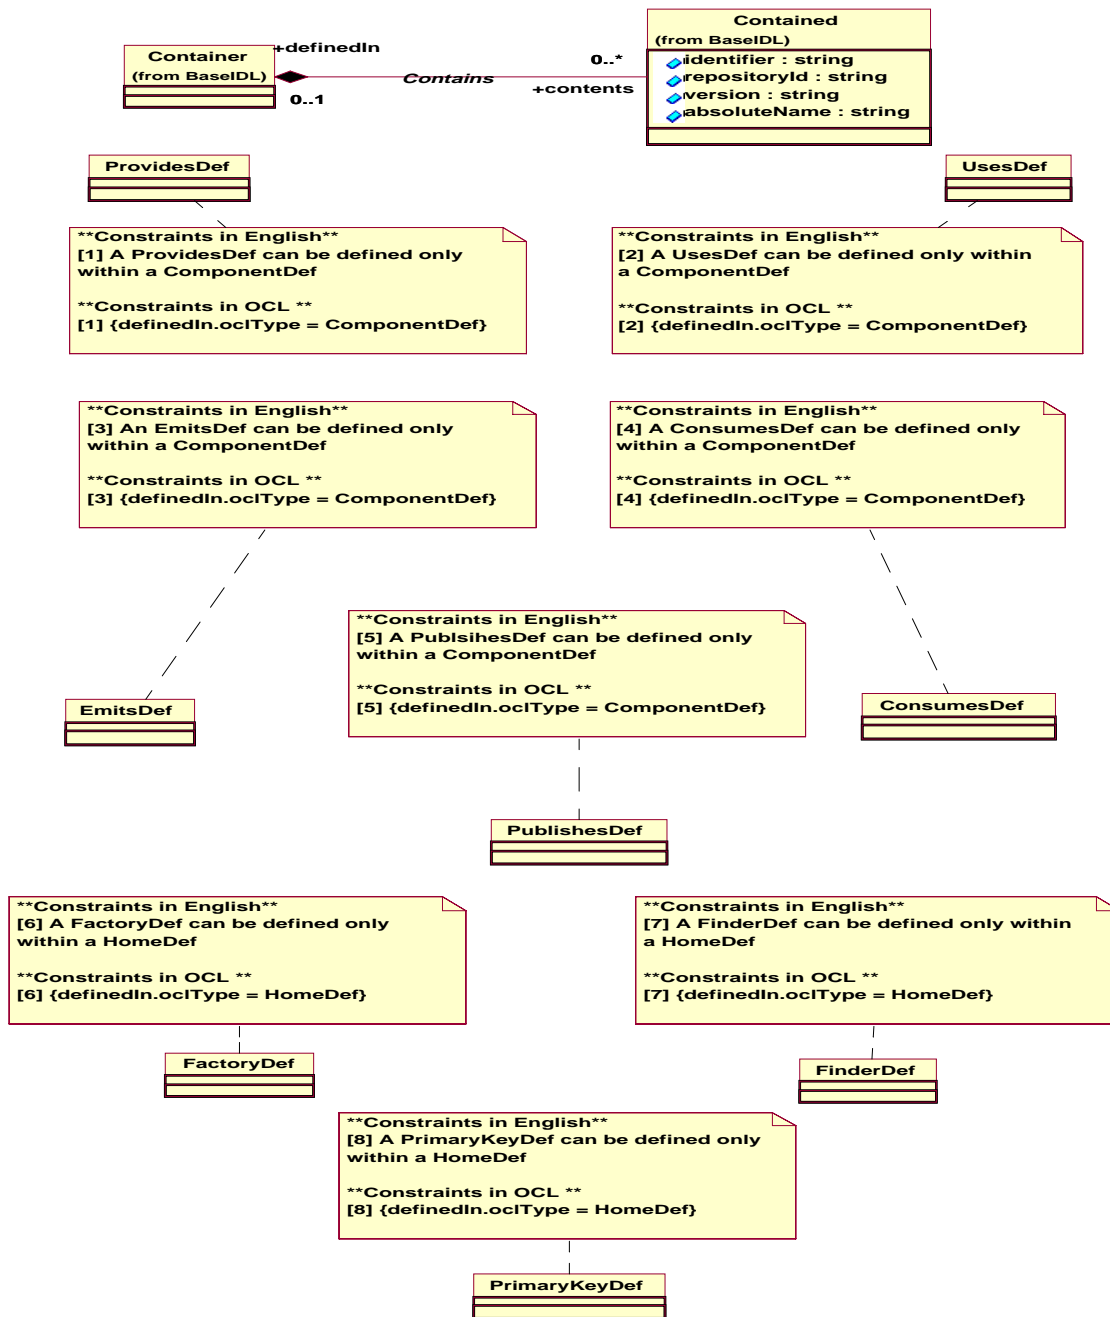 Container
(from BaseIDL)
+definedIn
0..1
Contains
0..*
+contents
Contained
(from BaseIDL)
identifier : string
repositoryId : string
version : string
absoluteName : string
ProvidesDef
UsesDef
**Constraints in English**
[1] A ProvidesDef can be defined only
within a ComponentDef
**Constraints in OCL **
[1] {definedIn.oclType = ComponentDef}
**Constraints in English**
[2] A UsesDef can be defined only within
a ComponentDef
**Constraints in OCL **
[2] {definedIn.oclType = ComponentDef}
**Constraints in English**
[3] An EmitsDef can be defined only
within a ComponentDef
**Constraints in OCL **
[3] {definedIn.oclType = ComponentDef}
**Constraints in English**
[4] A ConsumesDef can be defined only
within a ComponentDef
**Constraints in OCL **
[4] {definedIn.oclType = ComponentDef}
**Constraints in English**
[5] A PublsihesDef can be defined only
within a ComponentDef
**Constraints in OCL **
[5] {definedIn.oclType = ComponentDef}
EmitsDef
ConsumesDef
PublishesDef
**Constraints in English**
[6] A FactoryDef can be defined only
within a HomeDef
**Constraints in OCL **
[6] {definedIn.oclType = HomeDef}
**Constraints in English**
[7] A FinderDef can be defined only within
a HomeDef
**Constraints in OCL **
[7] {definedIn.oclType = HomeDef}
FactoryDef
FinderDef
**Constraints in English**
[8] A PrimaryKeyDef can be defined only
within a HomeDef
**Constraints in OCL **
[8] {definedIn.oclType = HomeDef}
PrimaryKeyDef